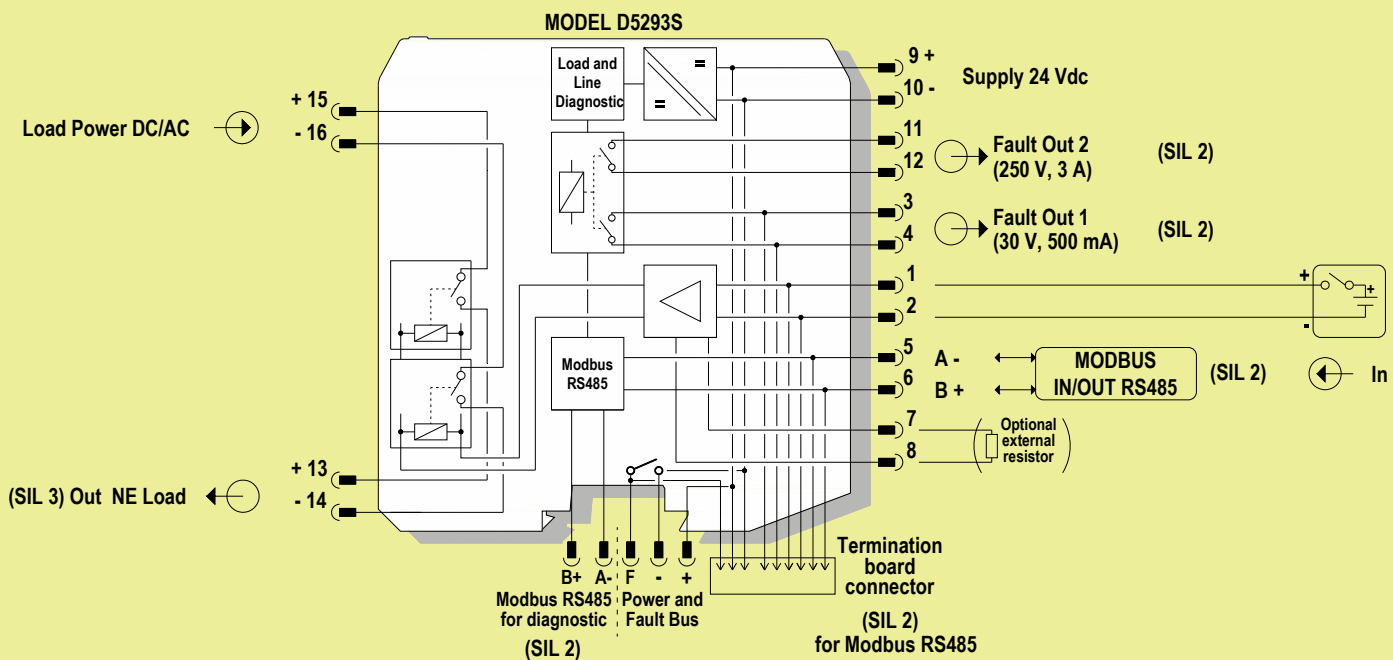 MODEL D5293S
Load and
Line
Diagnostic
=
=
9 +
10 -
Supply 24 Vdc
+ 15
- 16
Load Power DC/AC
11
12
Fault Out 2
(250 V, 3 A)
(SIL 2)
3
4
Fault Out 1
(30 V, 500 mA)
(SIL 2)
1
2
+
+
-
In
5
6
A -
B +
MODBUS
IN/OUT RS485
(SIL 2)
Modbus
RS485
7
8
(Optional
external
resistor)
+ 13
- 14
(SIL 3) Out NE Load
B+ A- F - +
Modbus RS485
for diagnostic
(SIL 2)
Power and
Fault Bus
Termination
board
connector
(SIL 2)
for Modbus RS485